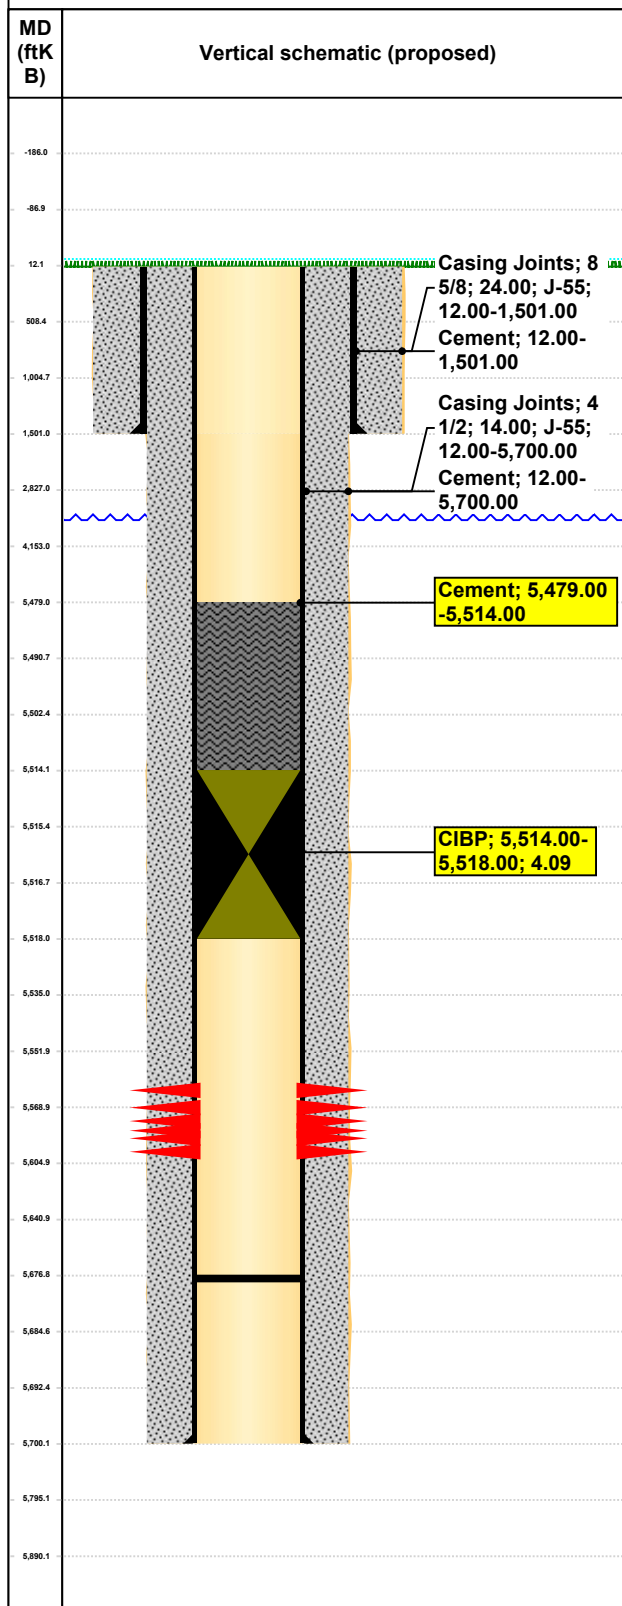 MD
(ftK
B)
Vertical schematic (proposed)
-186.0
-86.9
12.1
Casing Joints; 8
5/8; 24.00; J-55;
12.00-1,501.00
508.4
Cement; 12.00-
1,501.00
1,004.7
Casing Joints; 4
1/2; 14.00; J-55;
12.00-5,700.00
1,501.0
Cement; 12.00-
5,700.00
2,827.0
4,153.0
5,479.0
Cement; 5,479.00
-5,514.00
5,490.7
5,502.4
5,514.1
5,515.4
CIBP; 5,514.00-
5,518.00; 4.09
5,516.7
5,518.0
5,535.0
5,551.9
5,568.9
5,604.9
5,640.9
5,676.8
5,684.6
5,692.4
5,700.1
5,795.1
5,890.1